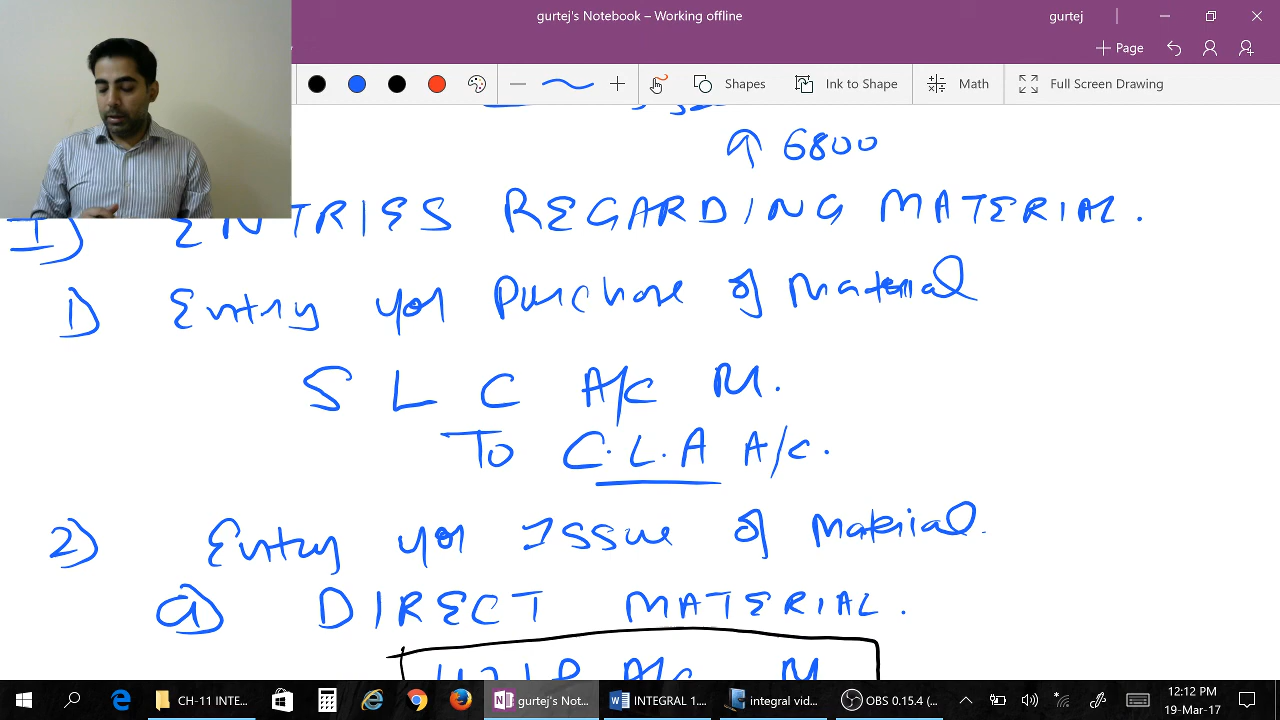 gurtej's Notebook – Working offline
gurtej
Page
Shapes
Ink to Shape
Math
Full Screen Drawing
↑ 6800
I) ENTRIES REGARDING MATERIAL.
1) Entry for Purchase of Material
S L C A/C
To C.L.A A/c.
2) Entry for Issue of Material.
a) DIRECT MATERIAL.
A/c
CH-11 INTE...
gurtej's Not...
INTEGRAL 1....
integral vid...
OBS 0.15.4 (...
12:12 PM
19-Mar-17